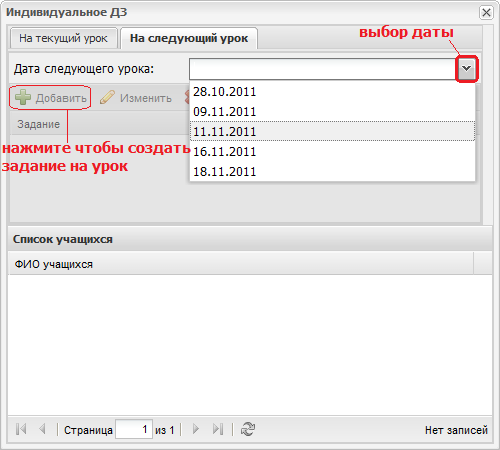 Индивидуальное ДЗ
выбор даты
На текущий урок На следующий урок
Дата следующего урока:
28.10.2011
Добавить Изменить
09.11.2011
Задание
11.11.2011
нажмите чтобы создать
16.11.2011
задание на урок
18.11.2011
Список учащихся
ФИО учащихся
Страница 1 из 1 Нет записей